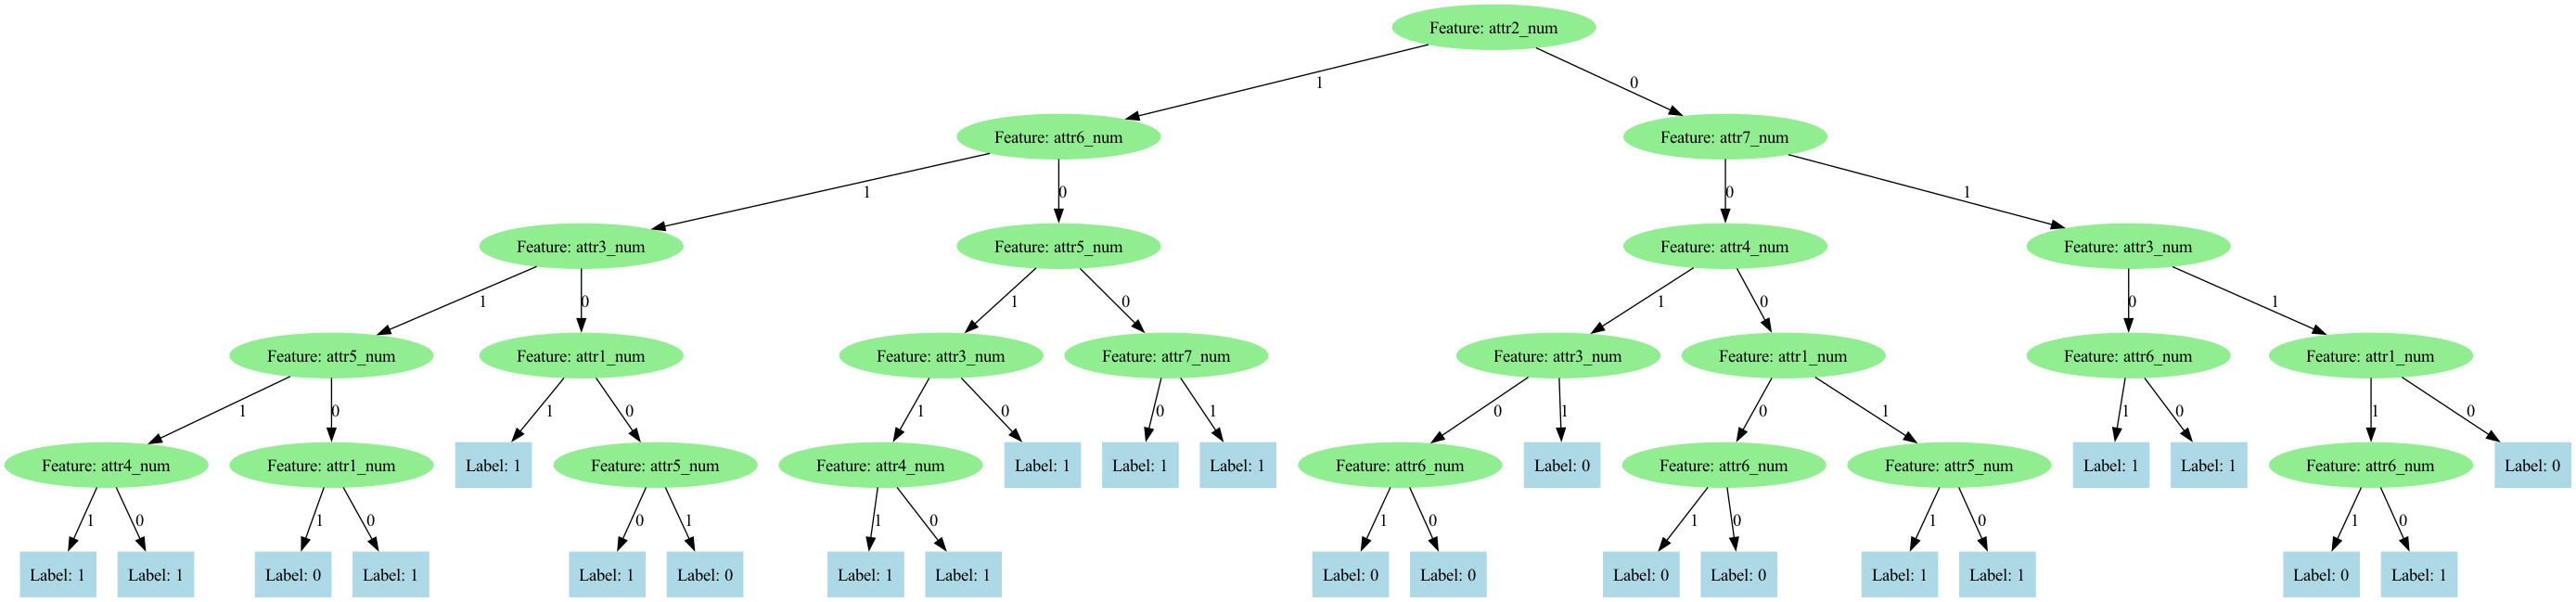 Feature: attr2_num
1
0
Feature: attr6_num
Feature: attr7_num
1
0
0
1
Feature: attr3_num
Feature: attr5_num
Feature: attr4_num
Feature: attr3_num
1
0
1
0
1
0
0
1
Feature: attr5_num
Feature: attr1_num
Feature: attr3_num
Feature: attr7_num
Feature: attr3_num
Feature: attr1_num
Feature: attr6_num
Feature: attr1_num
1
0
1
0
1
0
0
1
0
1
0
1
1
0
1
0
Feature: attr4_num
Feature: attr1_num
Label: 1
Feature: attr5_num
Feature: attr4_num
Label: 1
Label: 1
Label: 1
Feature: attr6_num
Label: 0
Feature: attr6_num
Feature: attr5_num
Label: 1
Label: 1
Feature: attr6_num
Label: 0
1
0
1
0
0
1
1
0
1
0
1
0
1
0
1
0
Label: 1
Label: 1
Label: 0
Label: 1
Label: 1
Label: 0
Label: 1
Label: 1
Label: 0
Label: 0
Label: 0
Label: 0
Label: 1
Label: 1
Label: 0
Label: 1